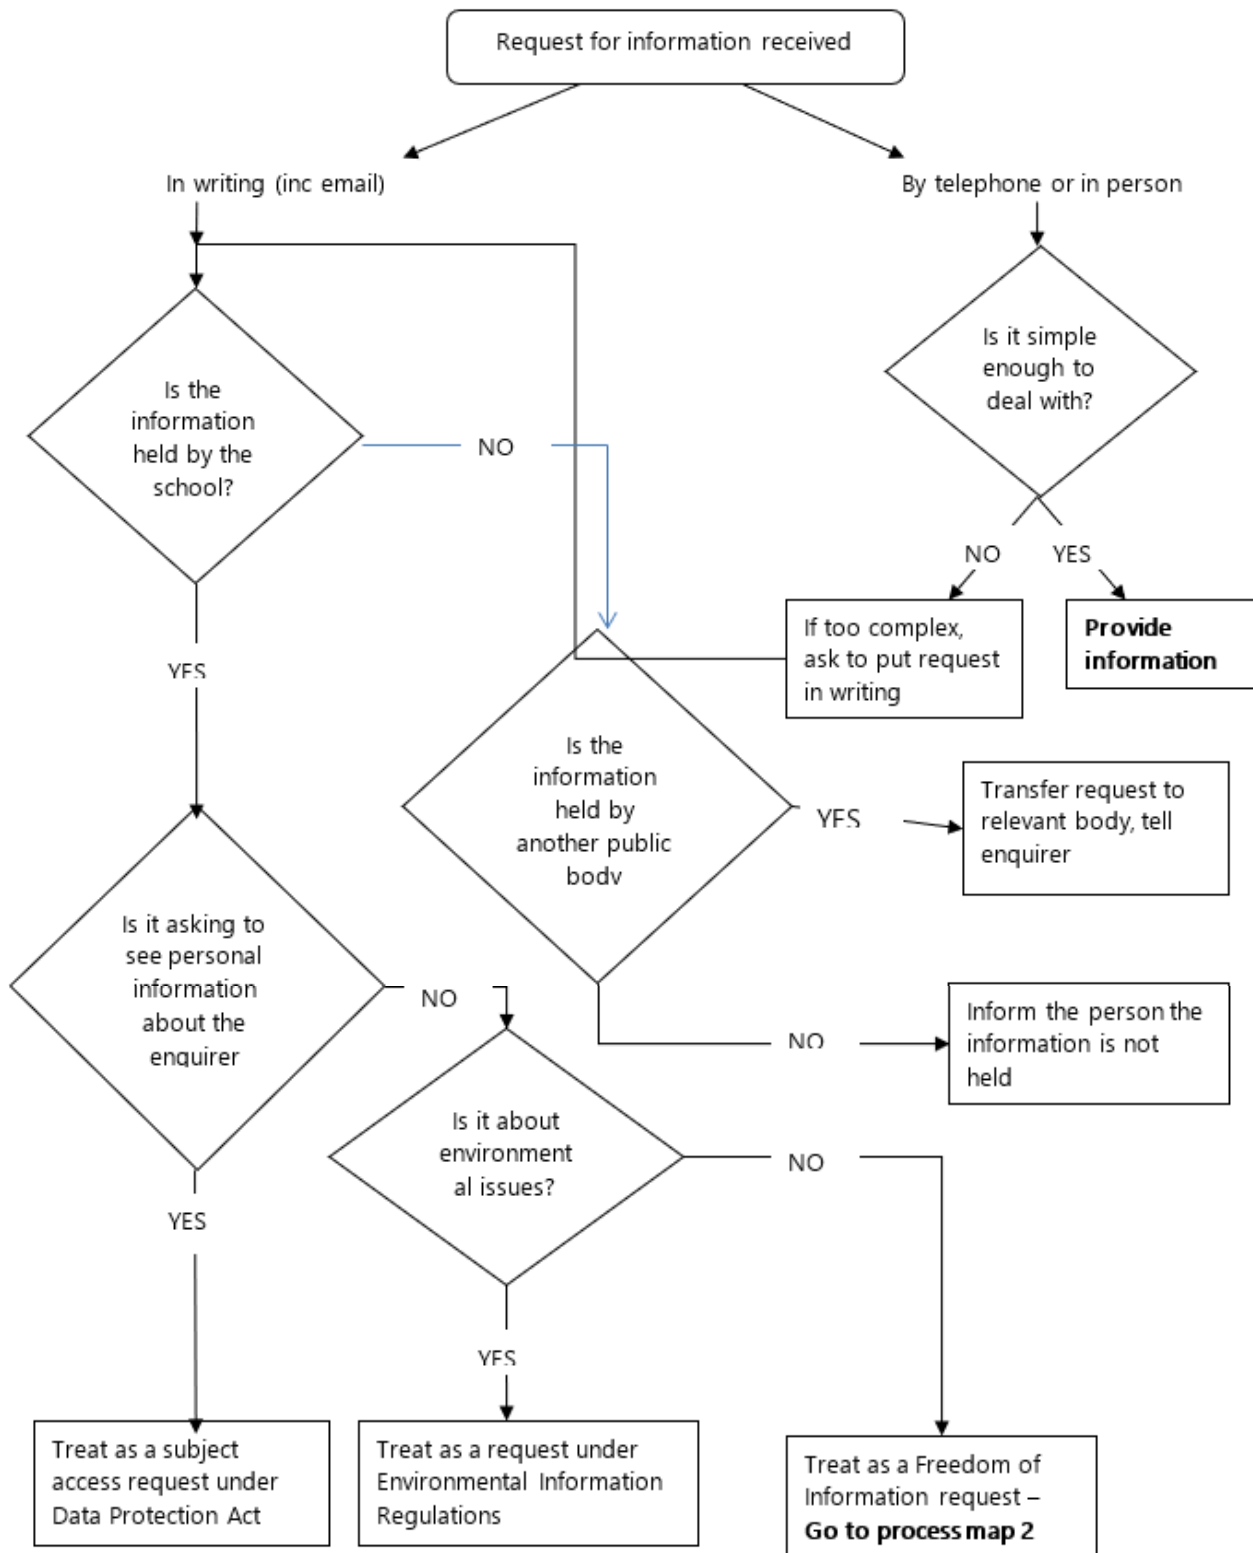 Request for information received
In writing (inc email)
By telephone or in person
Is it simple
enough to
deal with?
Is the
information
held by the
school?
NO
NO
YES
If too complex,
ask to put request
in writing
Provide
information
YES
Is the
information
held by
another public
body
YES
Transfer request to
relevant body, tell
enquirer
Is it asking to
see personal
information
about the
enquirer
NO
Inform the person the
information is not
held
NO
Is it about
environment
al issues?
NO
YES
YES
Treat as a subject
access request under
Data Protection Act
Treat as a request under
Environmental Information
Regulations
Treat as a Freedom of
Information request –
Go to process map 2